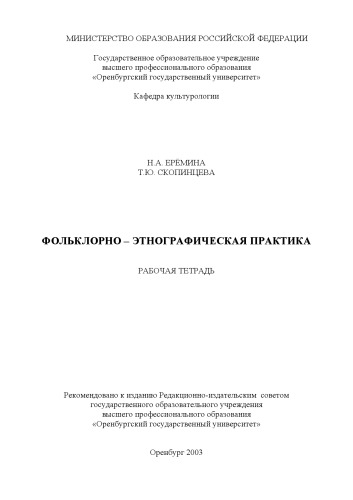 МИНИСТЕРСТВО ОБРАЗОВАНИЯ РОССИЙСКОЙ ФЕДЕРАЦИИ
Государственное образовательное учреждение
высшего профессионального образования
«Оренбургский государственный университет»
Кафедра культурологии
Н.А. ЕРЁМИНА
Т.Ю. СКОПИНЦЕВА
ФОЛЬКЛОРНО – ЭТНОГРАФИЧЕСКАЯ ПРАКТИКА
РАБОЧАЯ ТЕТРАДЬ
Рекомендовано к изданию Редакционно-издательским советом
государственного образовательного учреждения
высшего профессионального образования
«Оренбургский государственный университет»
Оренбург 2003